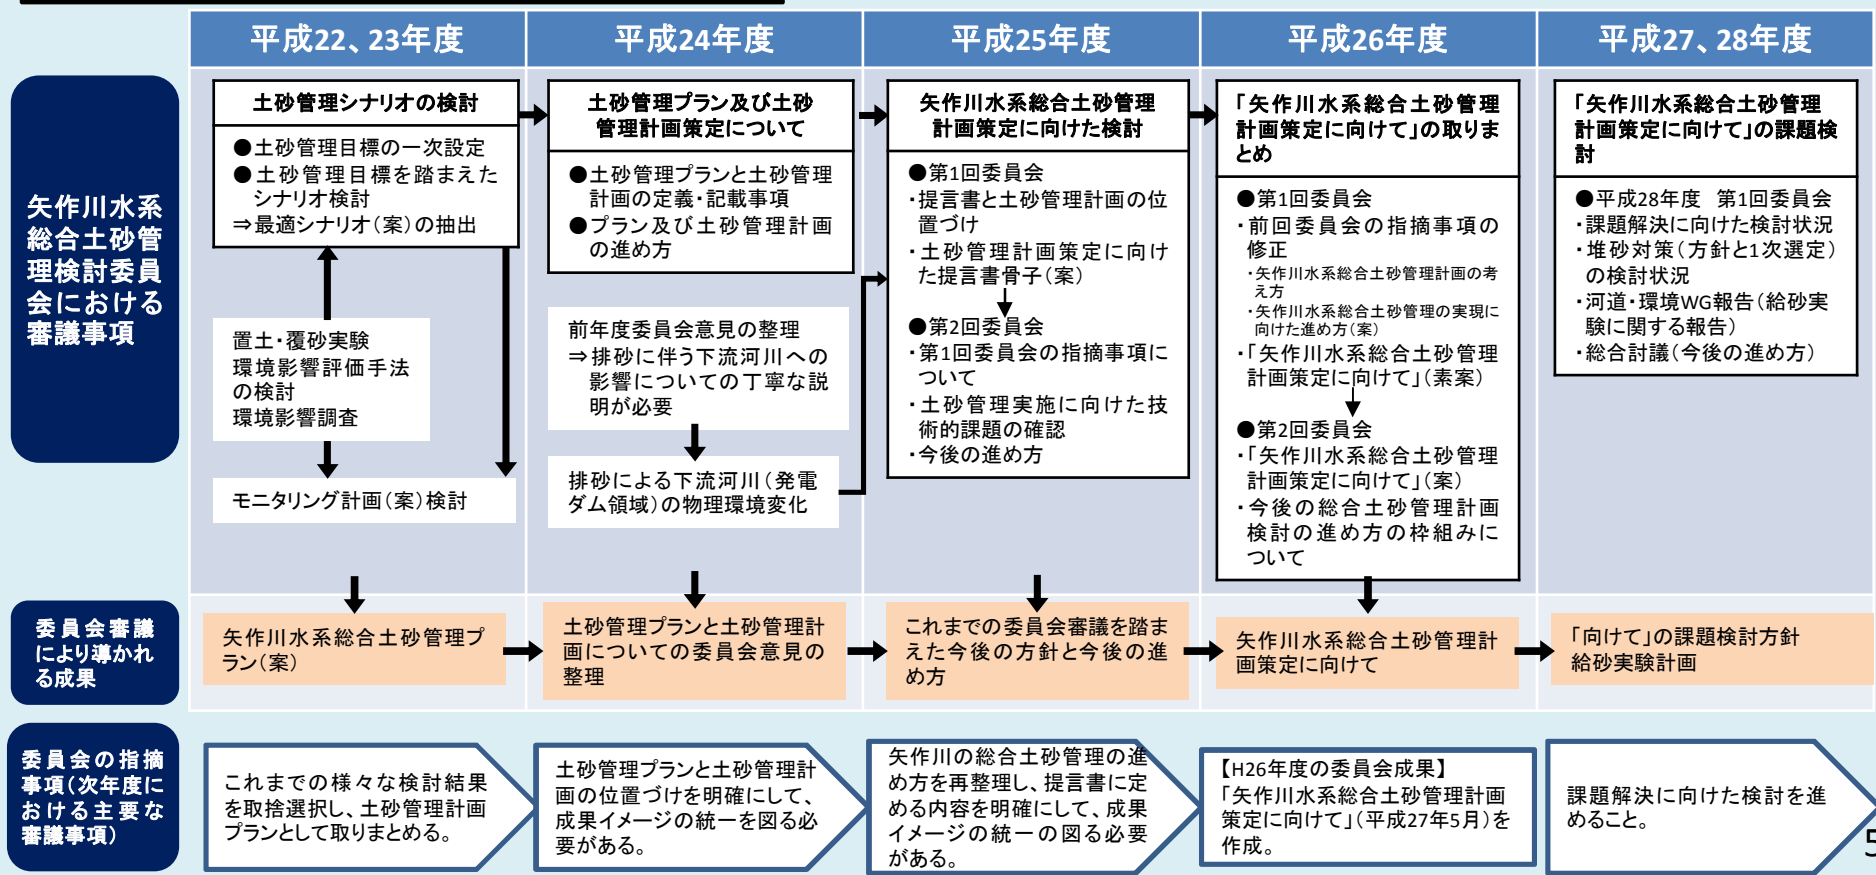 平成22、23年度
平成24年度
平成25年度
平成26年度
平成27、28年度
矢作川水系
総合土砂管
理検討委員
会における
審議事項
土砂管理シナリオの検討
●土砂管理目標の一次設定
●土砂管理目標を踏まえた
シナリオ検討
⇒最適シナリオ(案)の抽出
置土・覆砂実験
環境影響評価手法
の検討
環境影響調査
モニタリング計画(案)検討
土砂管理プラン及び土砂
管理計画策定について
●土砂管理プランと土砂管理
計画の定義・記載事項
●プラン及び土砂管理計画
の進め方
前年度委員会意見の整理
⇒排砂に伴う下流河川への
影響についての丁寧な説
明が必要
排砂による下流河川(発電
ダム領域)の物理環境変化
矢作川水系総合土砂管理
計画策定に向けた検討
●第1回委員会
・提言書と土砂管理計画の位
置づけ
・土砂管理計画策定に向け
た提言書骨子(案)
●第2回委員会
・第1回委員会の指摘事項に
ついて
・土砂管理実施に向けた技
術的課題の確認
・今後の進め方
「矢作川水系総合土砂管理
計画策定に向けて」の取りま
とめ
●第1回委員会
・前回委員会の指摘事項の
修正
・矢作川水系総合土砂管理計画の考
え方
・矢作川水系総合土砂管理の実現に
向けた進め方(案)
・「矢作川水系総合土砂管理
計画策定に向けて」(素案)
●第2回委員会
・「矢作川水系総合土砂管理
計画策定に向けて」(案)
・今後の総合土砂管理計画
検討の進め方の枠組みに
ついて
「矢作川水系総合土砂管理
計画策定に向けて」の課題検
討
●平成28年度 第1回委員会
・課題解決に向けた検討状況
・堆砂対策(方針と1次選定)
の検討状況
・河道・環境WG報告(給砂実
験に関する報告)
・総合討議(今後の進め方)
委員会審議
により導かれ
る成果
矢作川水系総合土砂管理プ
ラン(案)
土砂管理プランと土砂管理計
画についての委員会意見の
整理
これまでの委員会審議を踏ま
えた今後の方針と今後の進
め方
矢作川水系総合土砂管理計
画策定に向けて
「向けて」の課題検討方針
給砂実験計画
委員会の指摘
事項(次年度に
おける主要な
審議事項)
これまでの様々な検討結果
を取捨選択し、土砂管理計画
プランとして取りまとめる。
土砂管理プランと土砂管理計
画の位置づけを明確にして、
成果イメージの統一を図る必
要がある。
矢作川の総合土砂管理の進
め方を再整理し、提言書に定
める内容を明確にして、成果
イメージの統一の図る必要
がある。
【H26年度の委員会成果】
「矢作川水系総合土砂管理計画
策定に向けて」(平成27年5月)を
作成。
課題解決に向けた検討を進
めること。
5